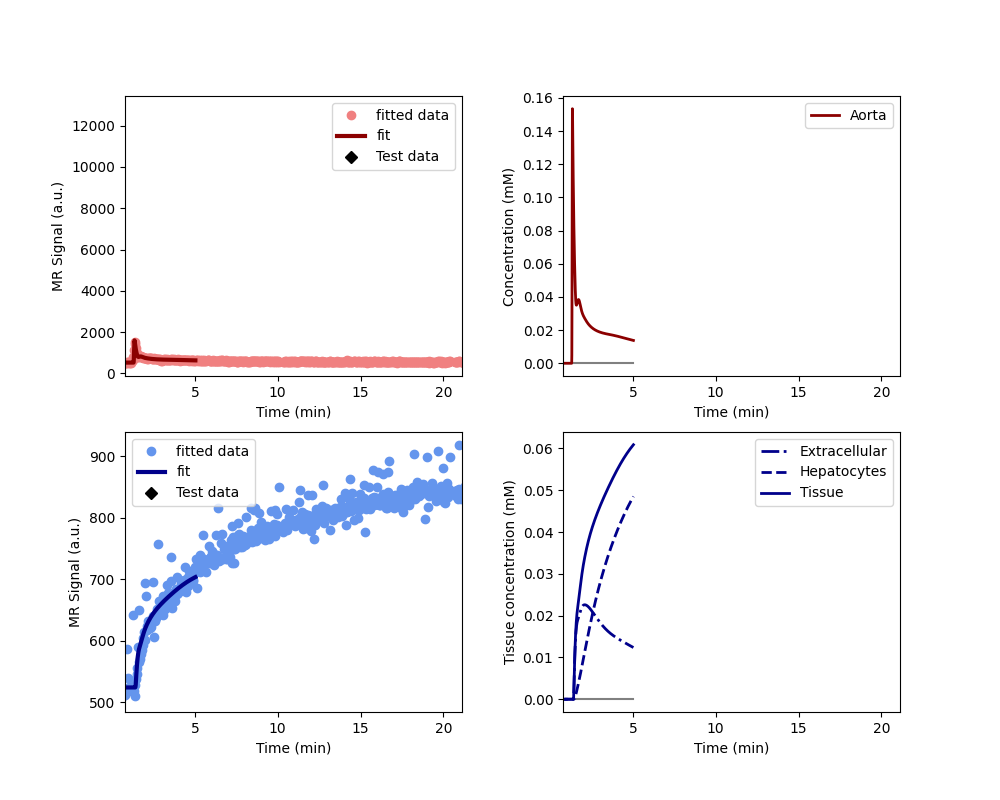 MR Signal (a.u.)
12000
10000
8000
6000
4000
2000
0
5
10
15
20
Time (min)
fitted data
fit
Test data
Concentration (mM)
0.16
0.14
0.12
0.10
0.08
0.06
0.04
0.02
0.00
5
10
15
20
Time (min)
Aorta
MR Signal (a.u.)
900
800
700
600
500
5
10
15
20
Time (min)
fitted data
fit
Test data
Tissue concentration (mM)
0.06
0.05
0.04
0.03
0.02
0.01
0.00
5
10
15
20
Time (min)
Extracellular
Hepatocytes
Tissue